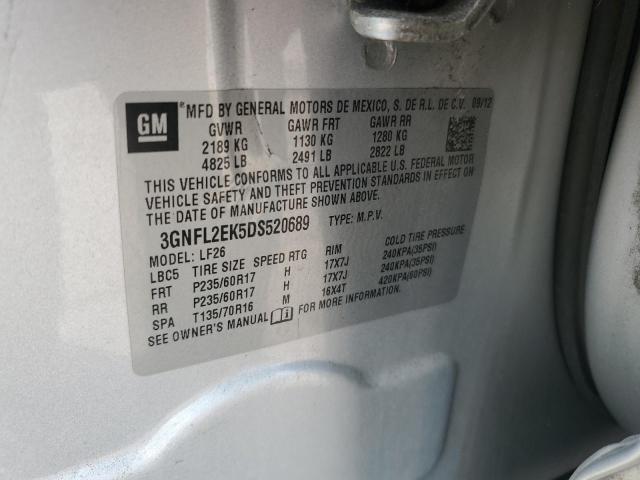 GM
MFD BY GENERAL MOTORS DE MEXICO, S. DE R.L. DE C.V. 09/12
GVWR GAWR FRT GAWR RR
2189 KG 1130 KG 1280 KG
4825 LB 2491 LB 2822 LB
THIS VEHICLE CONFORMS TO ALL APPLICABLE U.S. FEDERAL MOTOR
VEHICLE SAFETY AND THEFT PREVENTION STANDARDS IN EFFECT ON
THE DATE OF MANUFACTURE SHOWN ABOVE.
3GNFL2EK5DS520689 TYPE: M.P.V.
MODEL: LF26
LBC5 TIRE SIZE SPEED RTG RIM COLD TIRE PRESSURE
FRT P235/60R17 H 17X7J 240KPA(35PSI)
RR P235/60R17 H 17X7J 240KPA(35PSI)
SPA T135/70R16 M 16X4T 420KPA(60PSI)
SEE OWNER'S MANUAL FOR MORE INFORMATION.